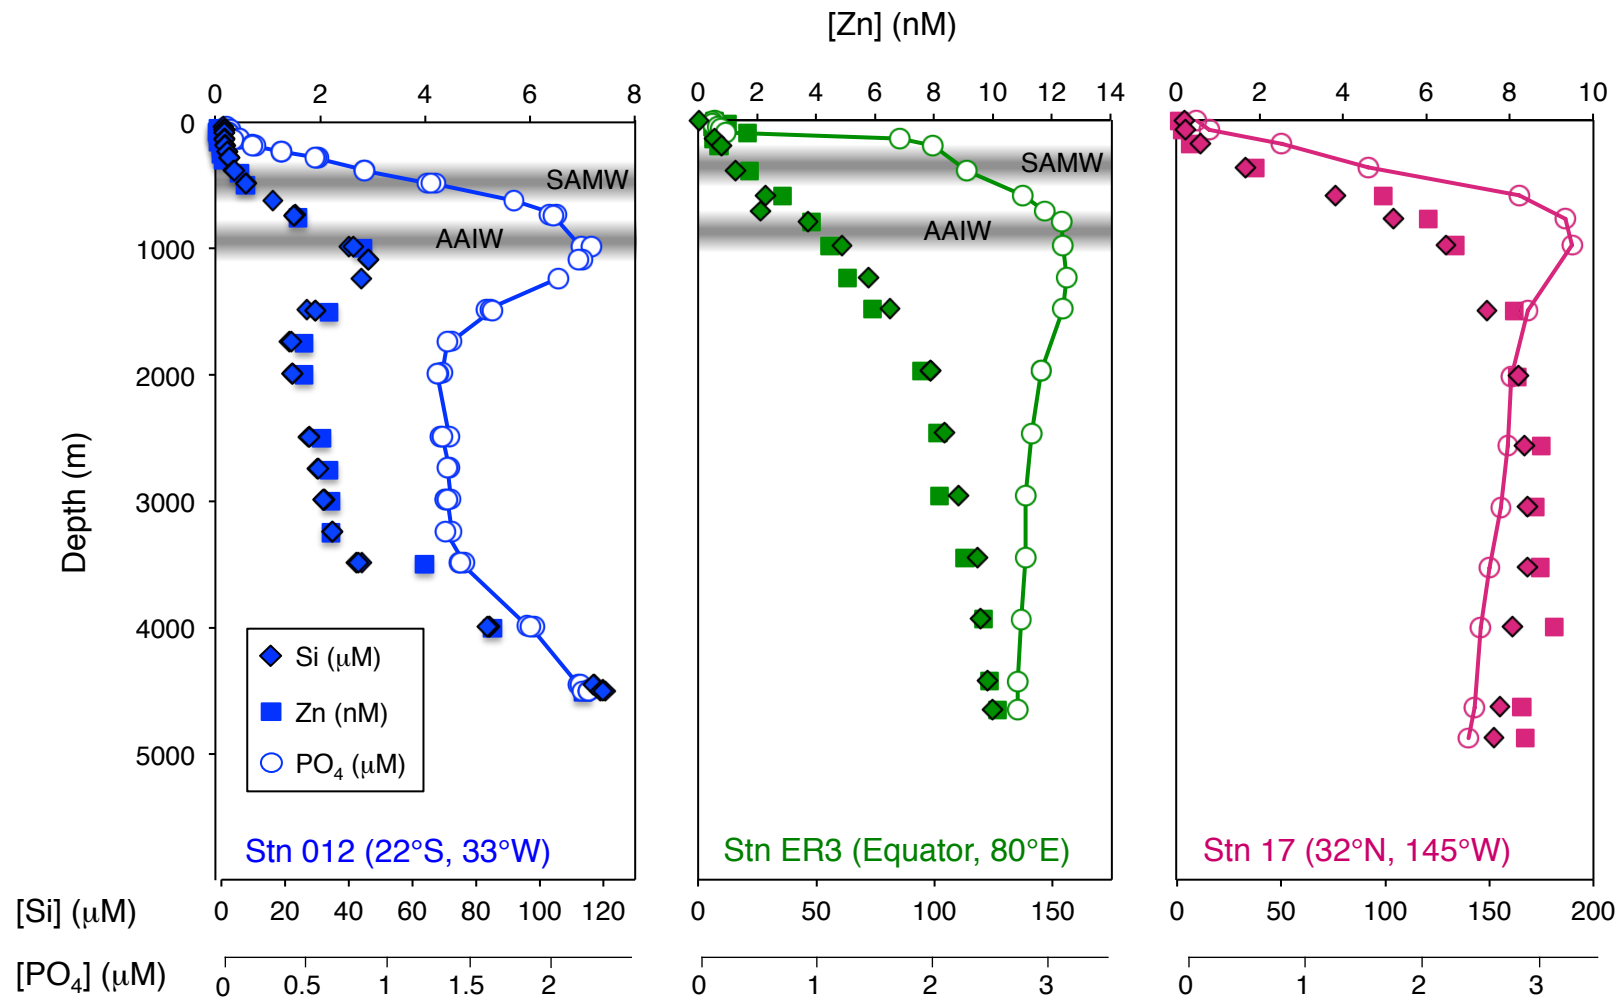 [Zn] (nM)
0 2 4 6 8
0 2 4 6 8 10 12 14
0 2 4 6 8 10
0
1000
2000
3000
4000
5000
Depth (m)
SAMW
AAIW
SAMW
AAIW
Si (μM)
Zn (nM)
PO₄ (μM)
Stn 012 (22°S, 33°W)
Stn ER3 (Equator, 80°E)
Stn 17 (32°N, 145°W)
[Si] (μM)
0 20 40 60 80 100 120
0 50 100 150
0 50 100 150 200
[PO₄] (μM)
0 0.5 1 1.5 2
0 1 2 3
0 1 2 3